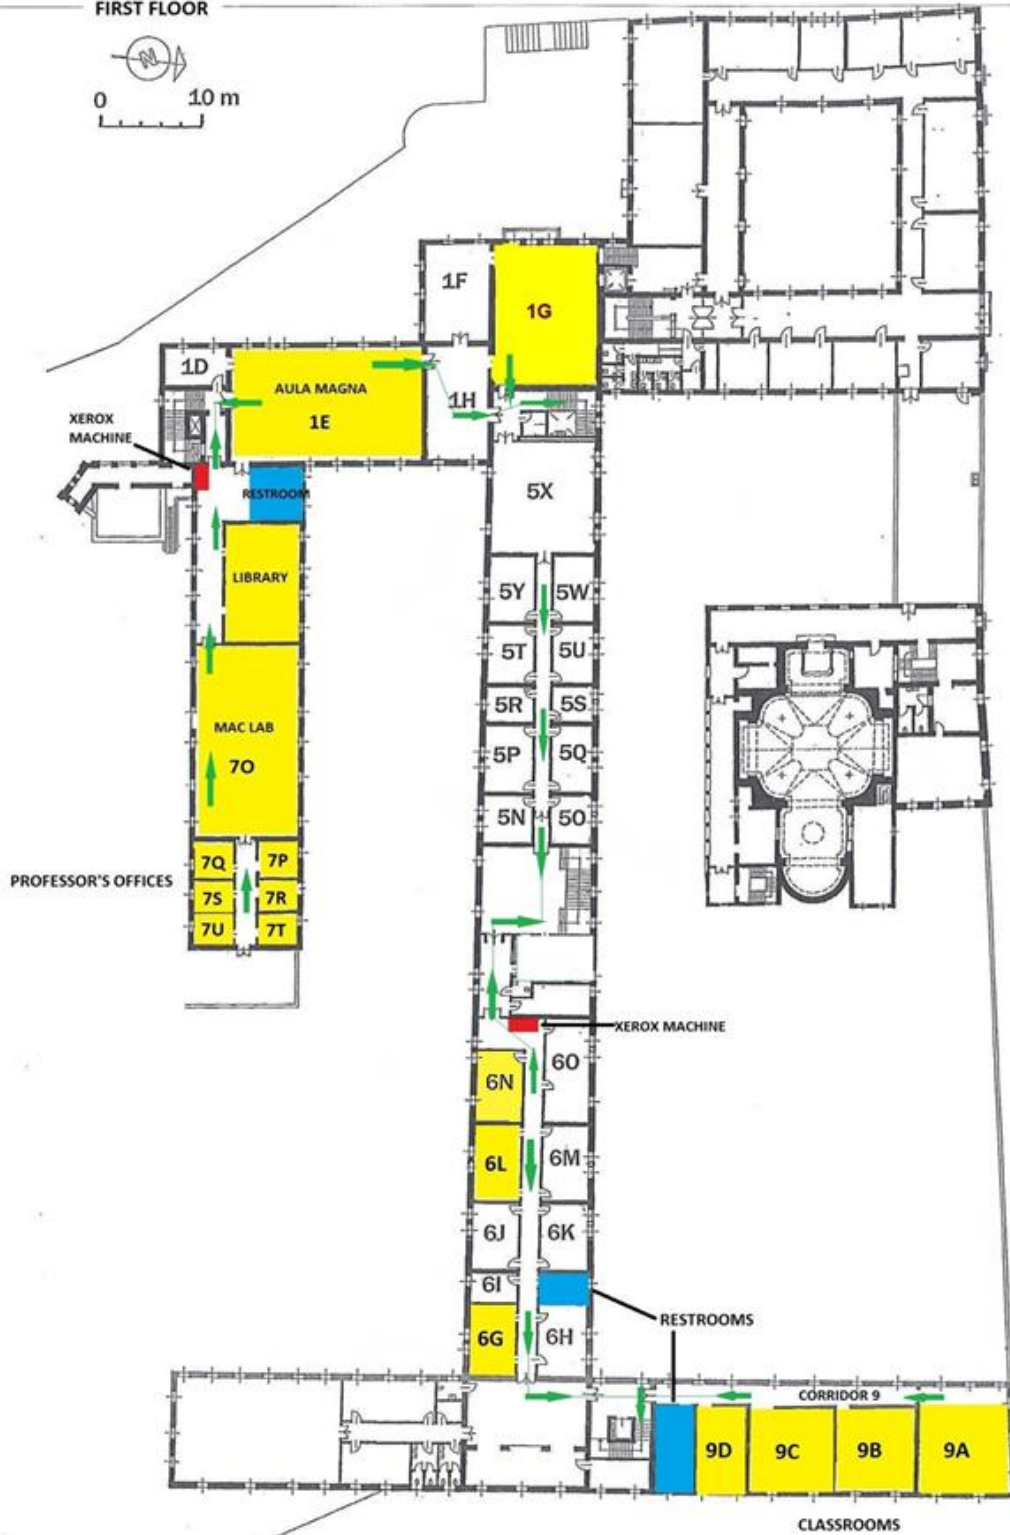 FIRST FLOOR
N
0 10 m
1F
1G
1D
AULA MAGNA
1E
1H
XEROX
MACHINE
RESTROOM
5X
LIBRARY
5Y 5W
5T 5U
5R 5S
MAC LAB
7O
5P 5Q
5N 5O
PROFESSOR'S OFFICES
7Q 7P
7S 7R
7U 7T
XEROX MACHINE
6O
6N
6L 6M
6J 6K
6I
RESTROOMS
6G 6H
CORRIDOR 9
9D 9C 9B 9A
CLASSROOMS